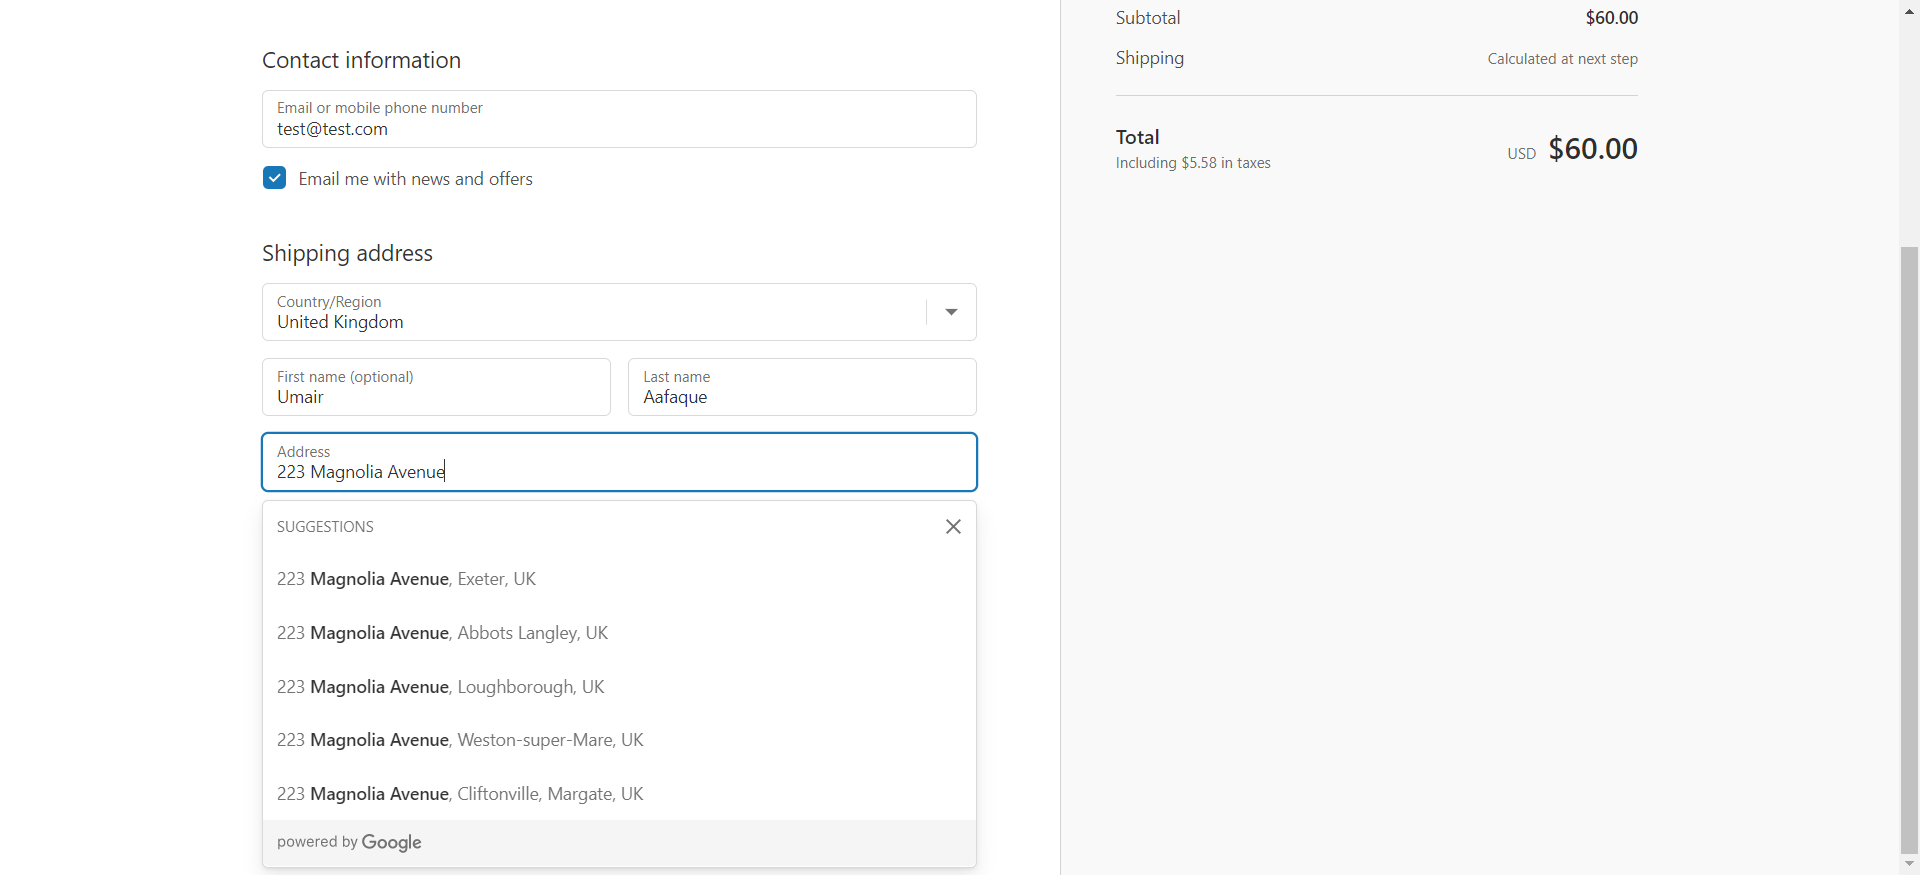 Contact information
Email or mobile phone number
test@test.com
Email me with news and offers
Shipping address
Country/Region
United Kingdom
First name (optional)
Umair
Last name
Aafaque
Address
223 Magnolia Avenue
SUGGESTIONS
223 Magnolia Avenue, Exeter, UK
223 Magnolia Avenue, Abbots Langley, UK
223 Magnolia Avenue, Loughborough, UK
223 Magnolia Avenue, Weston-super-Mare, UK
223 Magnolia Avenue, Cliftonville, Margate, UK
powered by Google
Subtotal $60.00
Shipping Calculated at next step
Total
Including $5.58 in taxes
USD $60.00